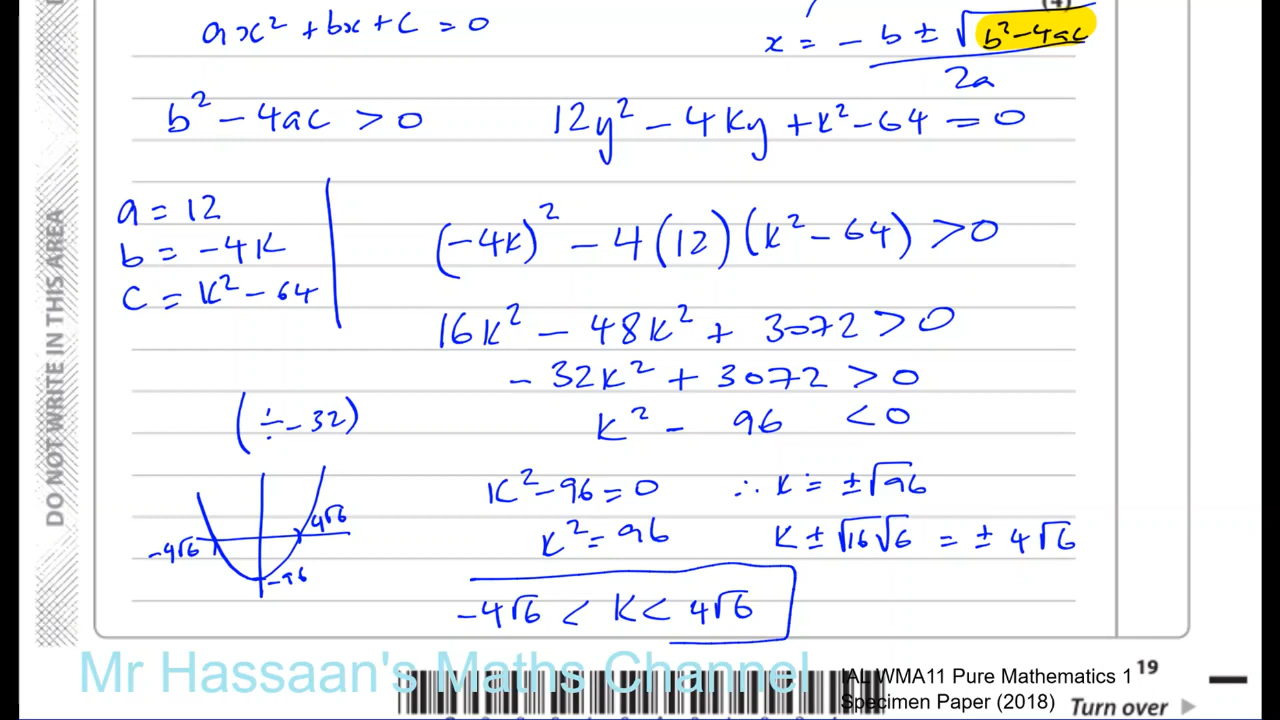 (4)
ax² + bx + c = 0
x = -b ± √b²-4ac / 2a
b² - 4ac > 0
12y² - 4Ky + K² - 64 = 0
a = 12
b = -4K
c = K² - 64
(-4K)² - 4(12)(K² - 64) > 0
16K² - 48K² + 3072 > 0
- 32K² + 3072 > 0
(÷ -32)
K² - 96 < 0
K² - 96 = 0 ∴ K = ±√96
K² = 96 K ± √16√6 = ± 4√6
-4√6 4√6
-96
-4√6 < K < 4√6
DO NOT WRITE IN THIS AREA
Mr Hassaan's Maths Channel
IAL WMA11 Pure Mathematics 1
Specimen Paper (2018)
19
Turn over